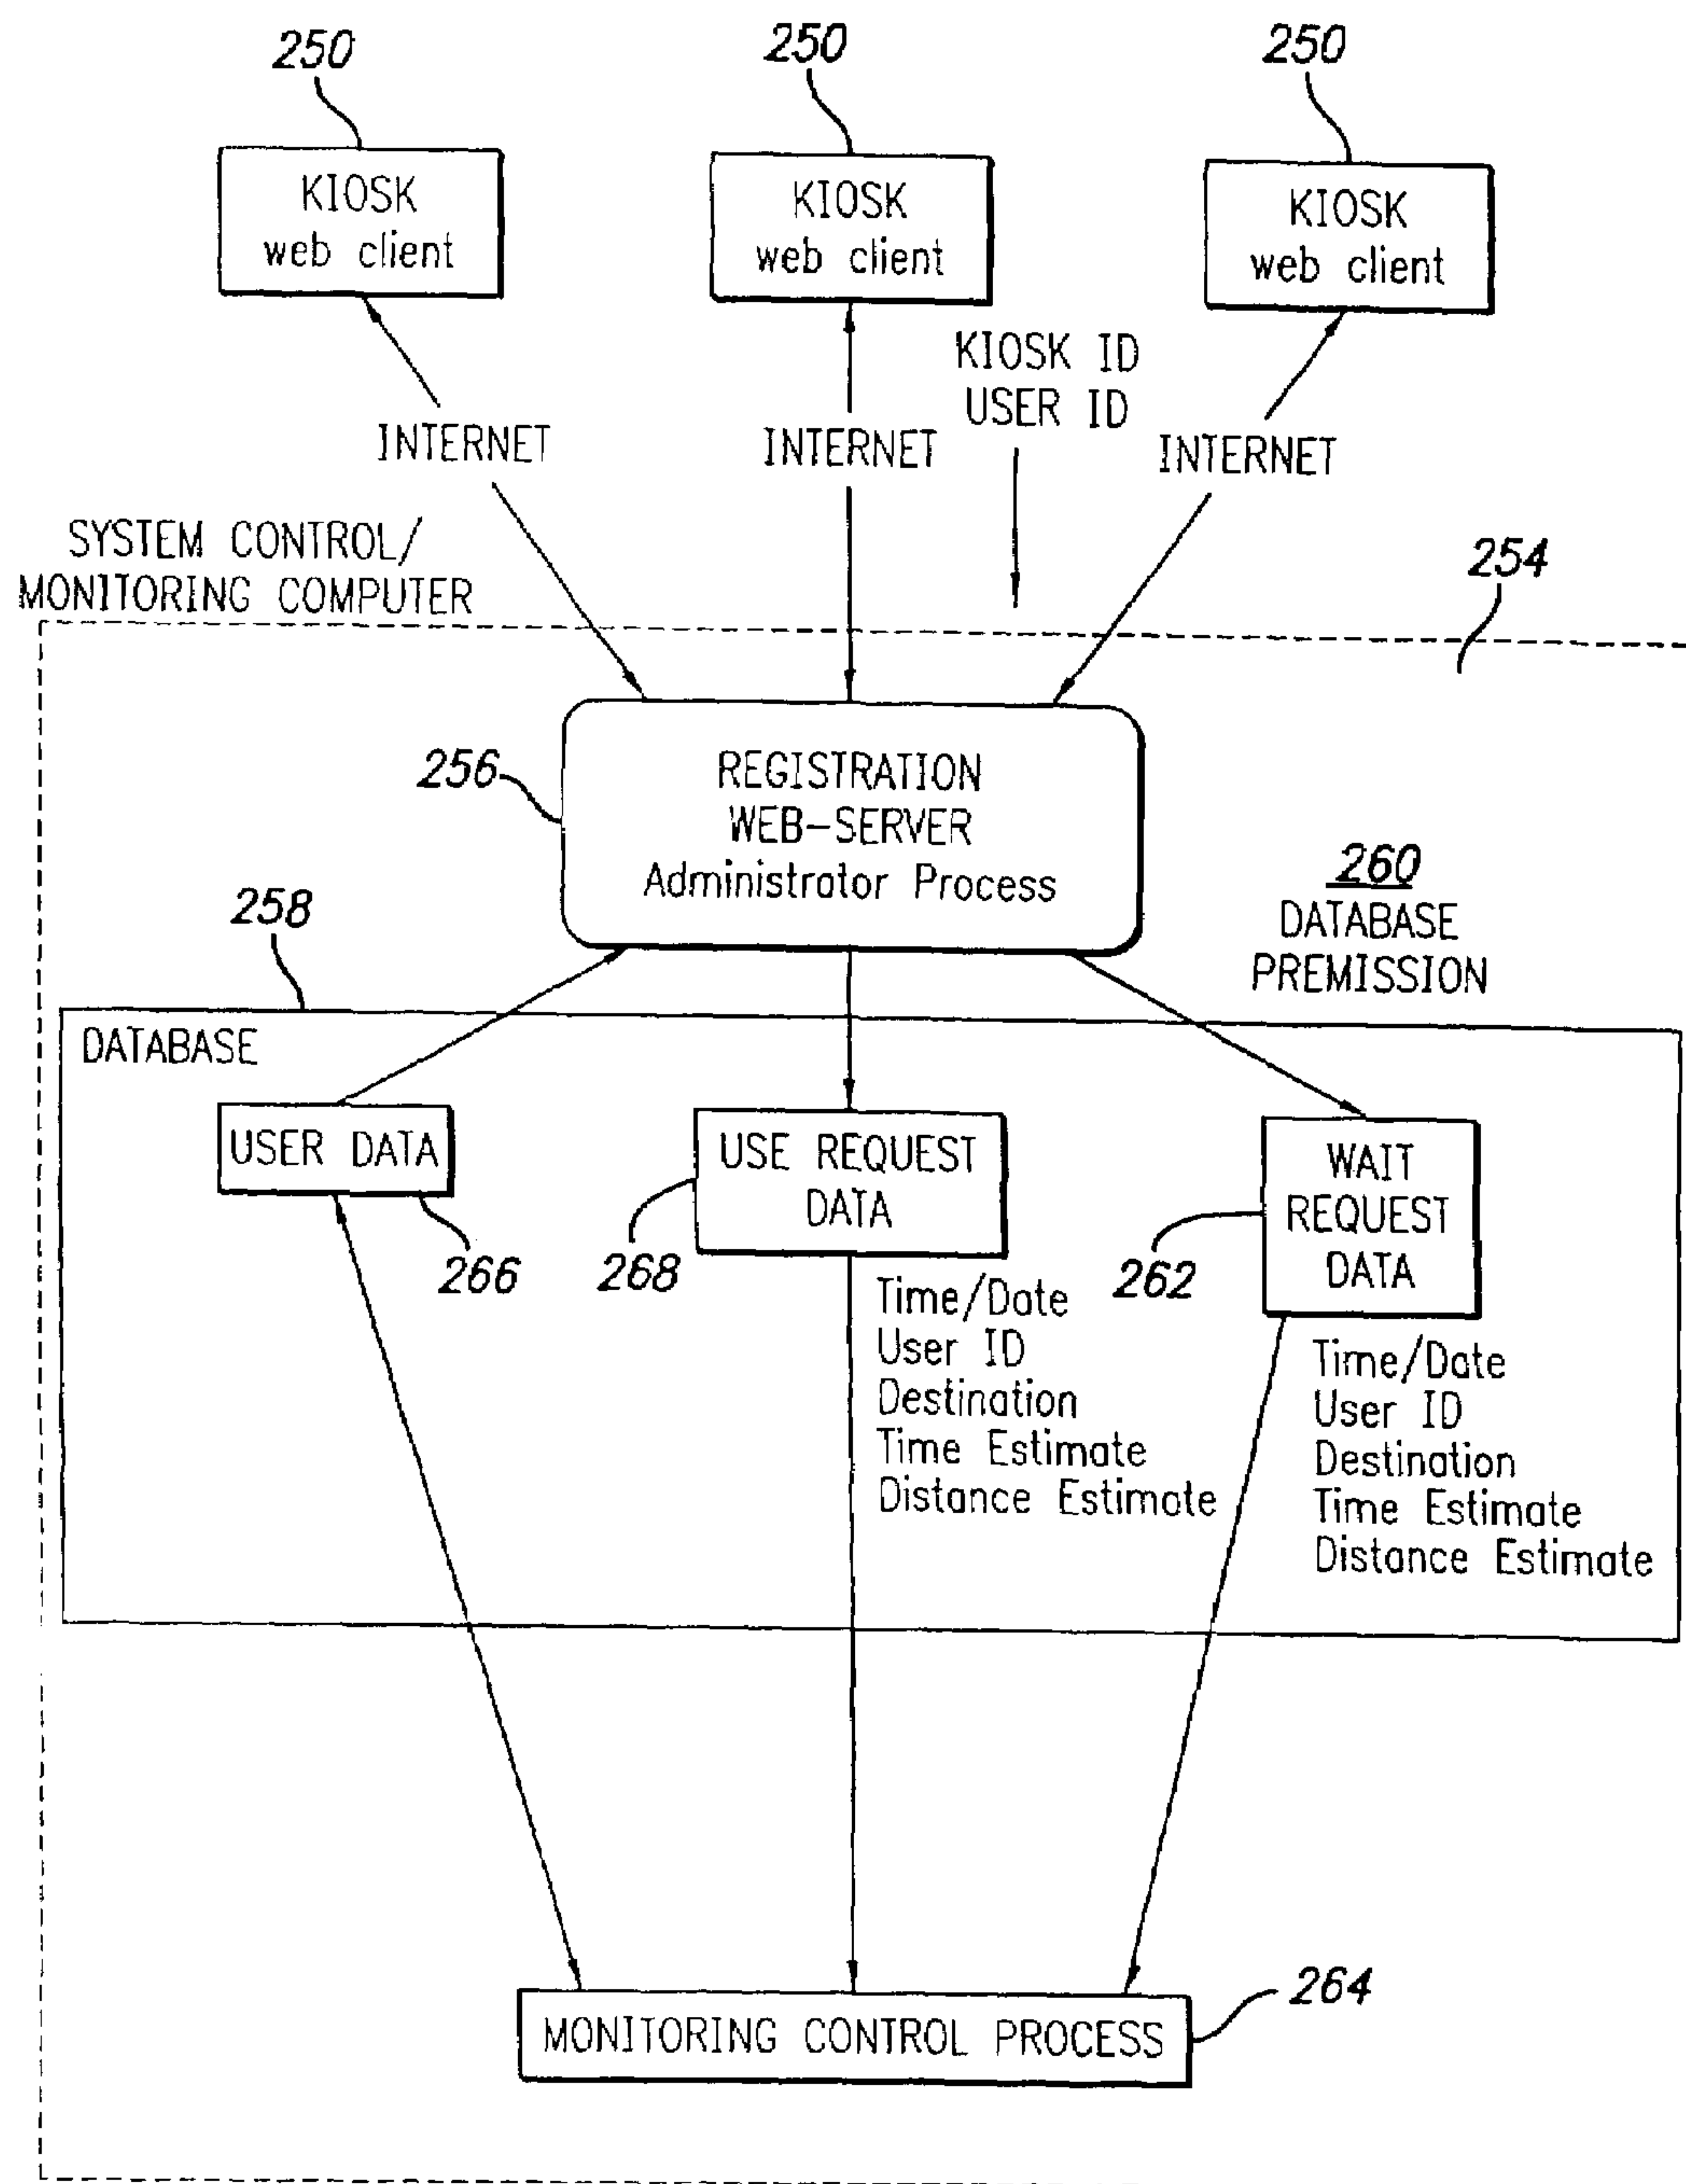 250
250
250
KIOSK
web client
KIOSK
web client
KIOSK
web client
KIOSK ID
USER ID
INTERNET
INTERNET
INTERNET
SYSTEM CONTROL/
MONITORING COMPUTER
254
256
REGISTRATION
WEB-SERVER
Administrator Process
260
DATABASE
PREMISSION
258
DATABASE
USER DATA
266
USE REQUEST
DATA
268
WAIT
REQUEST
DATA
262
Time/Date
User ID
Destination
Time Estimate
Distance Estimate
Time/Date
User ID
Destination
Time Estimate
Distance Estimate
264
MONITORING CONTROL PROCESS